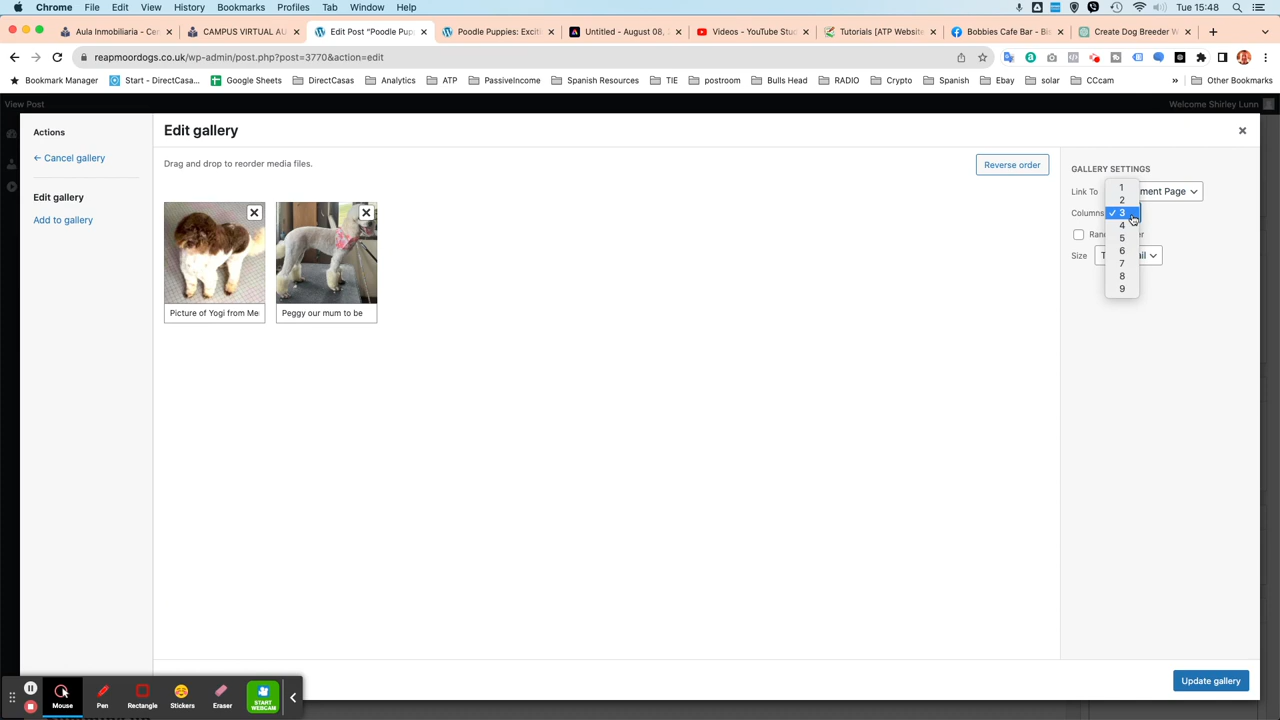 Chrome File Edit View History Bookmarks Profiles Tab Window Help Tue 15:48
Aula Inmobiliaria - Cen CAMPUS VIRTUAL AU Edit Post “Poodle Pup Poodle Puppies: Exciti Untitled - August 08, Videos - YouTube Stud Tutorials [ATP Website Bobbies Cafe Bar - Bis Create Dog Breeder W
reapmoordogs.co.uk/wp-admin/post.php?post=3770&action=edit
Bookmark Manager Start - DirectCasa... Google Sheets DirectCasas Analytics ATP PassiveIncome Spanish Resources TIE postroom Bulls Head RADIO Crypto Spanish Ebay solar CCcam » Other Bookmarks
View Post Welcome Shirley Lunn
Actions
← Cancel gallery
Edit gallery
Add to gallery
Edit gallery
Drag and drop to reorder media files.
Reverse order
Picture of Yogi from Me
Peggy our mum to be
GALLERY SETTINGS
Link To ment Page
Columns
1
2
✓ 3
4
5
6
7
8
9
Size
Update gallery
Mouse Pen Rectangle Stickers Eraser START WEBCAM